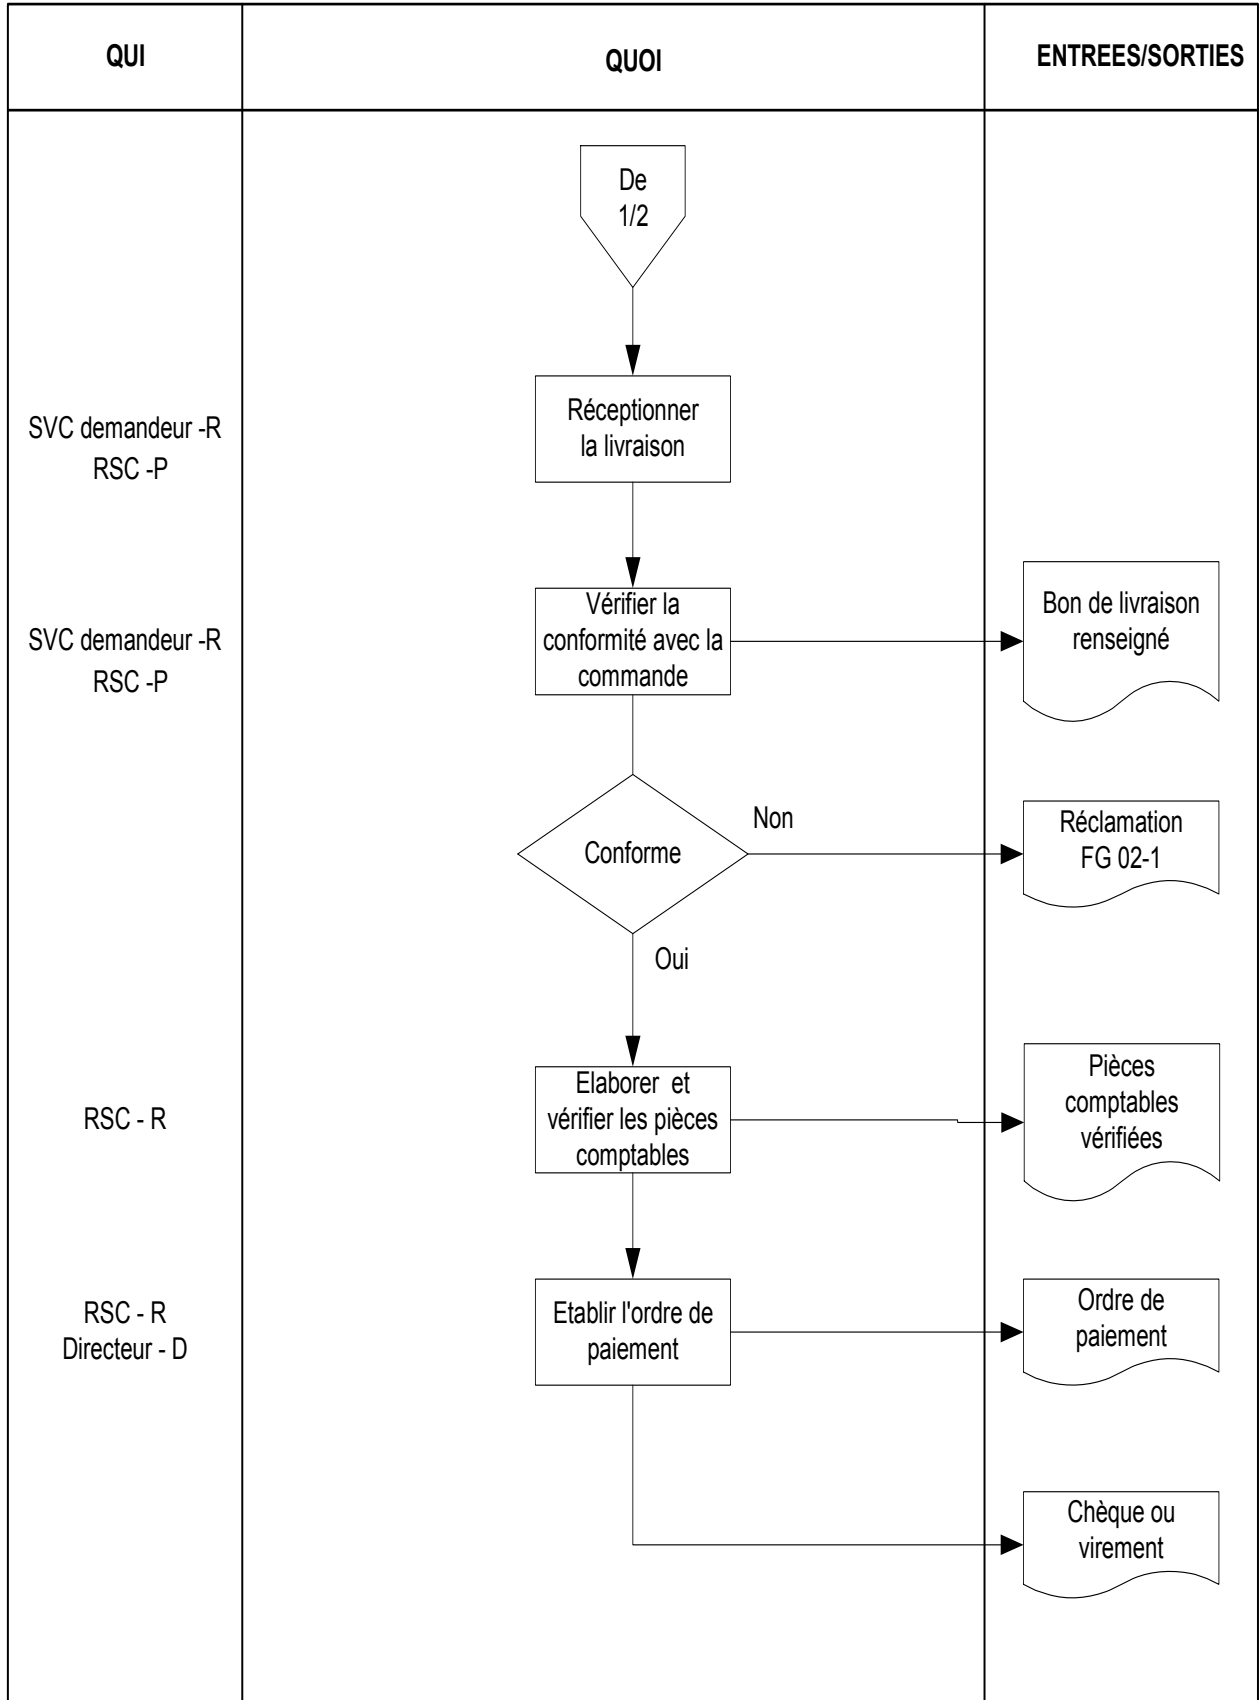 QUI
QUOI
ENTREES/SORTIES
De
1/2
SVC demandeur -R
RSC -P
Réceptionner
la livraison
SVC demandeur -R
RSC -P
Vérifier la
conformité avec la
commande
Bon de livraison
renseigné
Conforme
Non
Réclamation
FG 02-1
Oui
RSC - R
Elaborer et
vérifier les pièces
comptables
Pièces
comptables
vérifiées
RSC - R
Directeur - D
Etablir l'ordre de
paiement
Ordre de
paiement
Chèque ou
virement